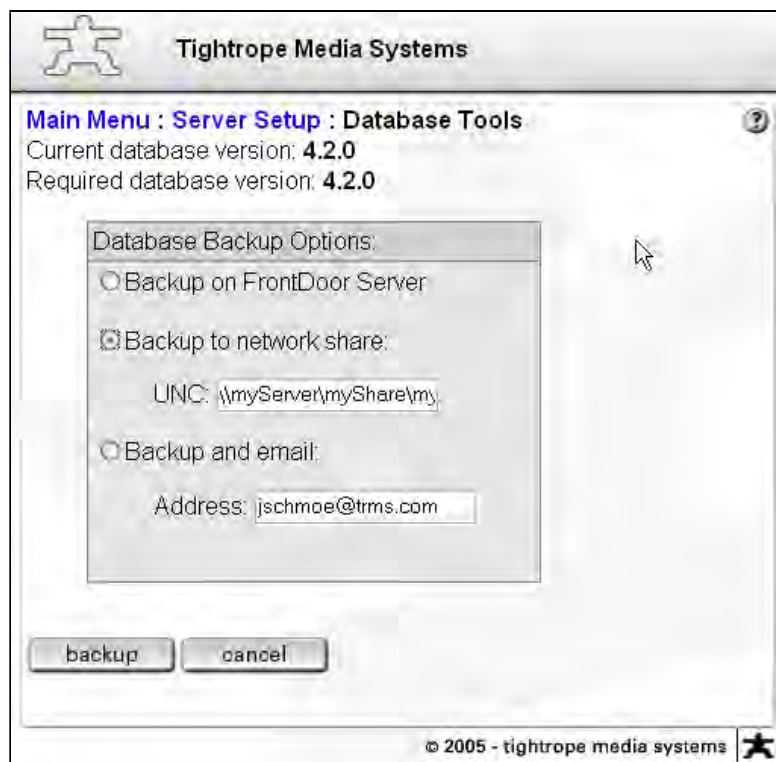 Tightrope Media Systems
Main Menu : Server Setup : Database Tools
Current database version: 4.2.0
Required database version: 4.2.0
Database Backup Options:
Backup on FrontDoor Server
Backup to network share:
UNC: \\myServer\myShare\my
Backup and email:
Address: jschmoe@trms.com
backup cancel
© 2005 - tightrope media systems